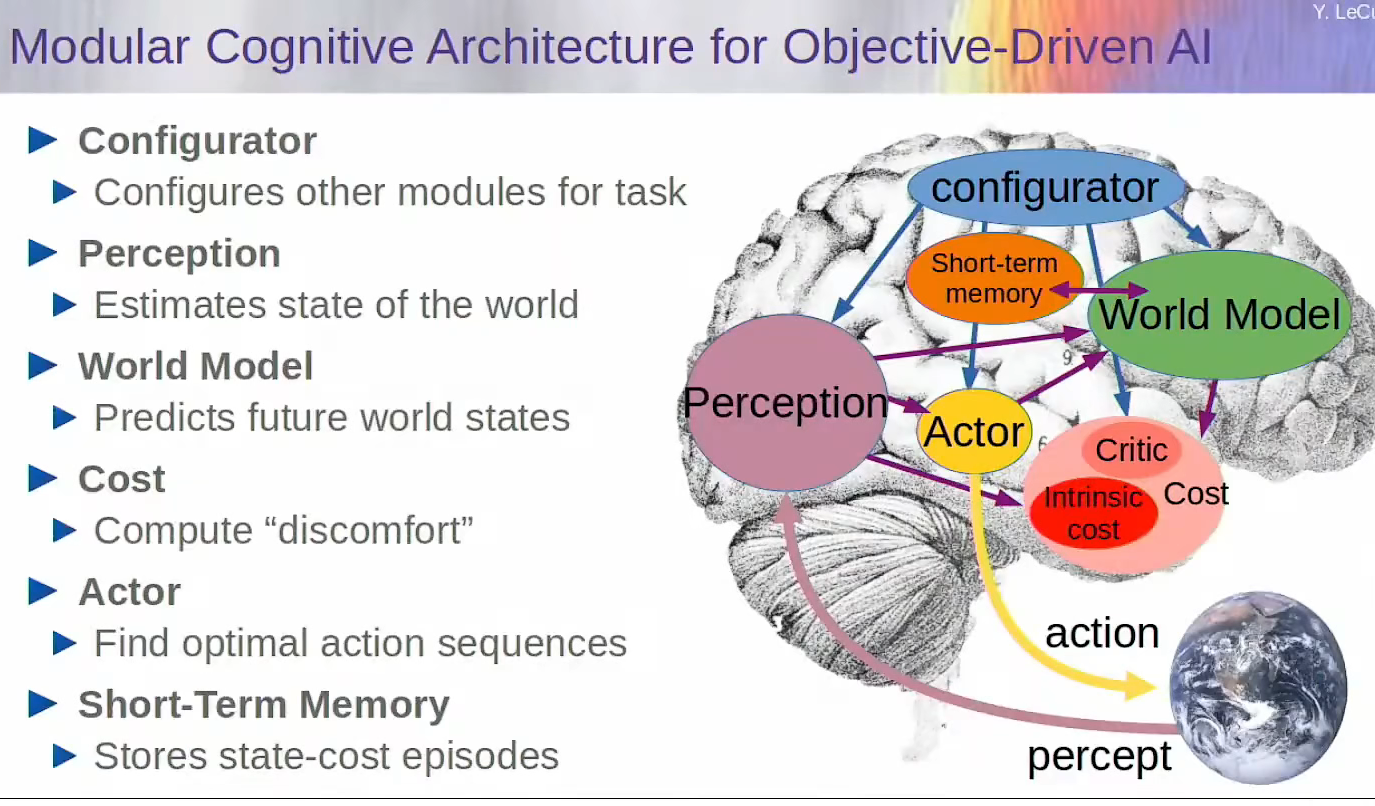 Y. LeCu
Modular Cognitive Architecture for Objective-Driven AI
Configurator
Configures other modules for task
Perception
Estimates state of the world
World Model
Predicts future world states
Cost
Compute “discomfort”
Actor
Find optimal action sequences
Short-Term Memory
Stores state-cost episodes
configurator
Short-term
memory
World Model
9
Perception
Actor
6
Critic
Intrinsic
cost
Cost
action
percept